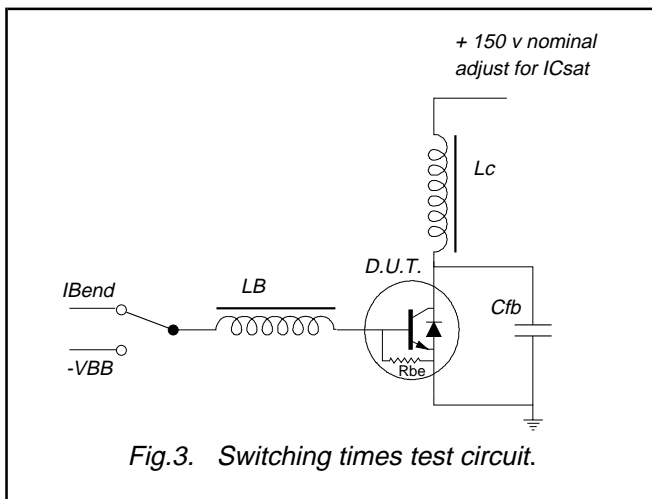 + 150 v nominal
adjust for ICsat
Lc
D.U.T.
LB
IBend
Cfb
-VBB
Rbe
Fig.3. Switching times test circuit.